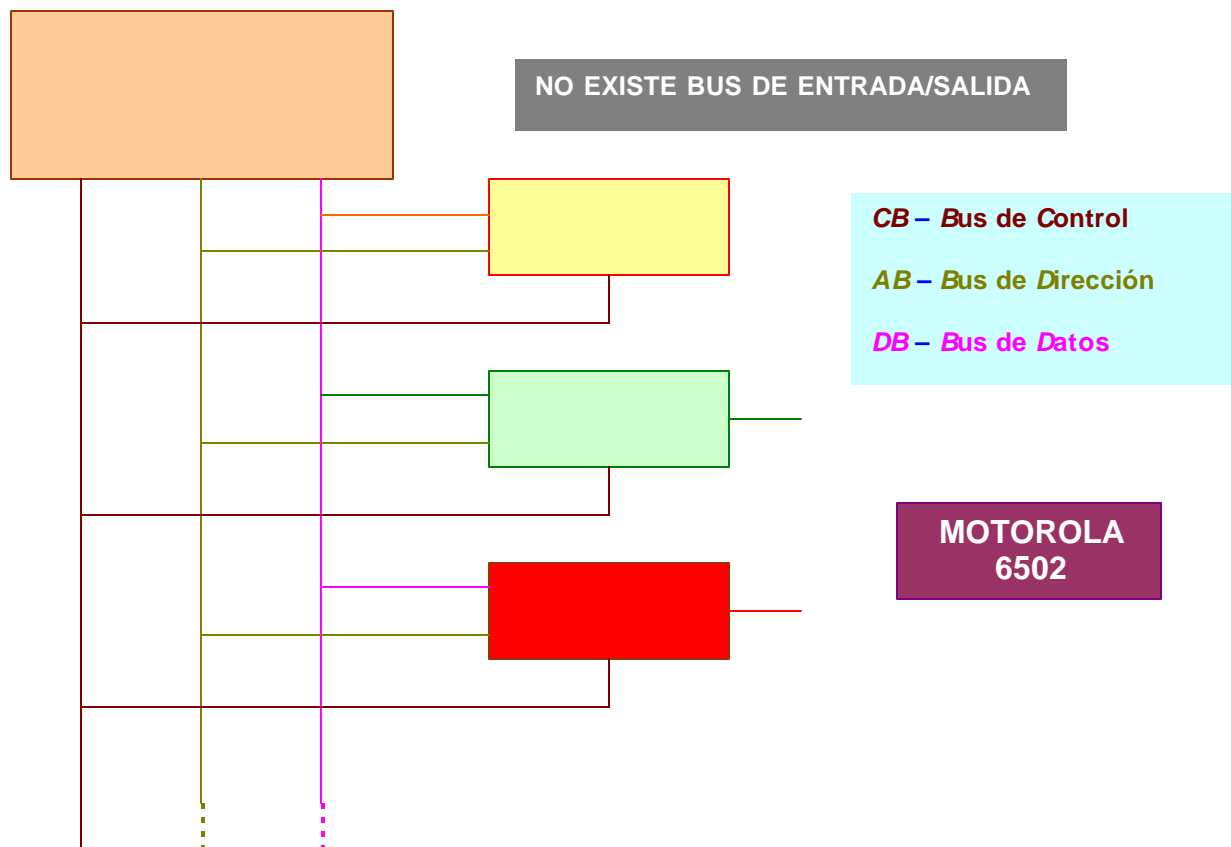 NO EXISTE BUS DE ENTRADA/SALIDA
CB – Bus de Control
AB – Bus de Dirección
DB – Bus de Datos
MOTOROLA
6502